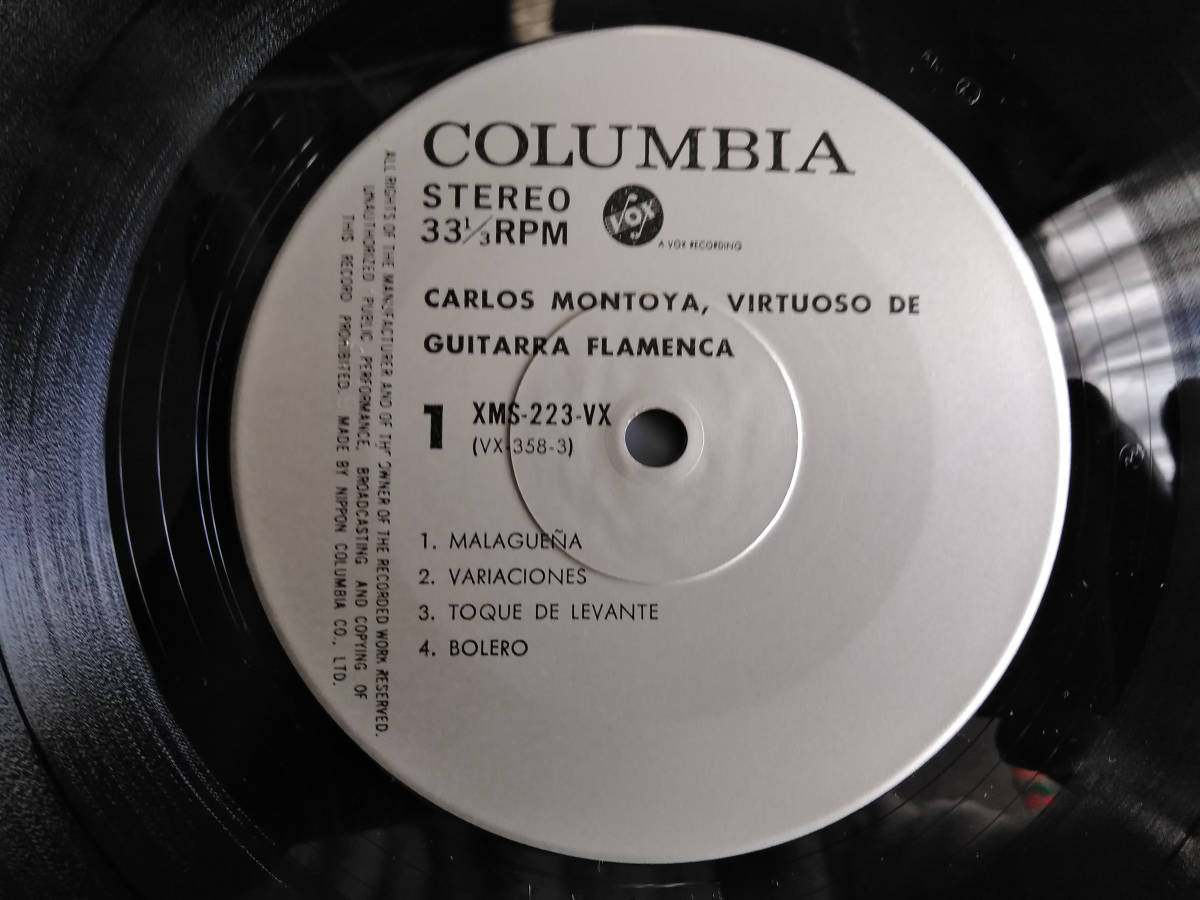 COLUMBIA
STEREO
33⅓RPM
VOX
A VOX RECORDING
CARLOS MONTOYA, VIRTUOSO DE
GUITARRA FLAMENCA
1
XMS-223-VX
(VX-358-3)
1. MALAGUEÑA
2. VARIACIONES
3. TOQUE DE LEVANTE
4. BOLERO
ALL RIGHTS OF THE MANUFACTURER AND OF THE OWNER OF THE RECORDED WORK RESERVED.
UNAUTHORIZED PUBLIC PERFORMANCE, BROADCASTING AND COPYING OF
THIS RECORD PROHIBITED. MADE BY NIPPON COLUMBIA CO., LTD.